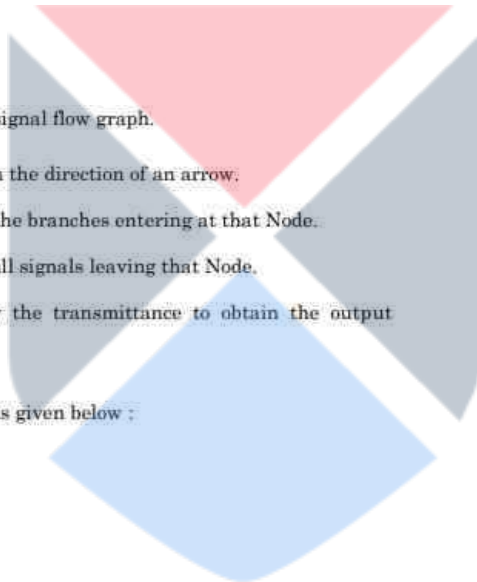 ignal flow graph.
the direction of an arrow.
he branches entering at that Node.
ll signals leaving that Node.
the transmittance to obtain the output
s given below :